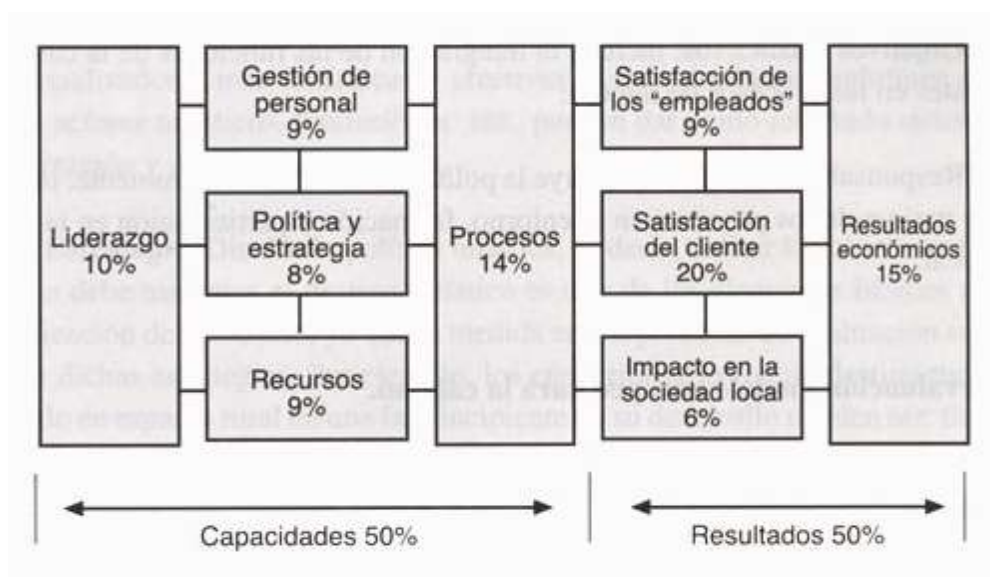 Gestión de
personal
9%
Satisfacción de
los "empleados"
9%
Liderazgo
10%
Política y
estrategia
8%
Procesos
14%
Satisfacción
del cliente
20%
Resultados
económicos
15%
Recursos
9%
Impacto en la
sociedad local
6%
Capacidades 50%
Resultados 50%